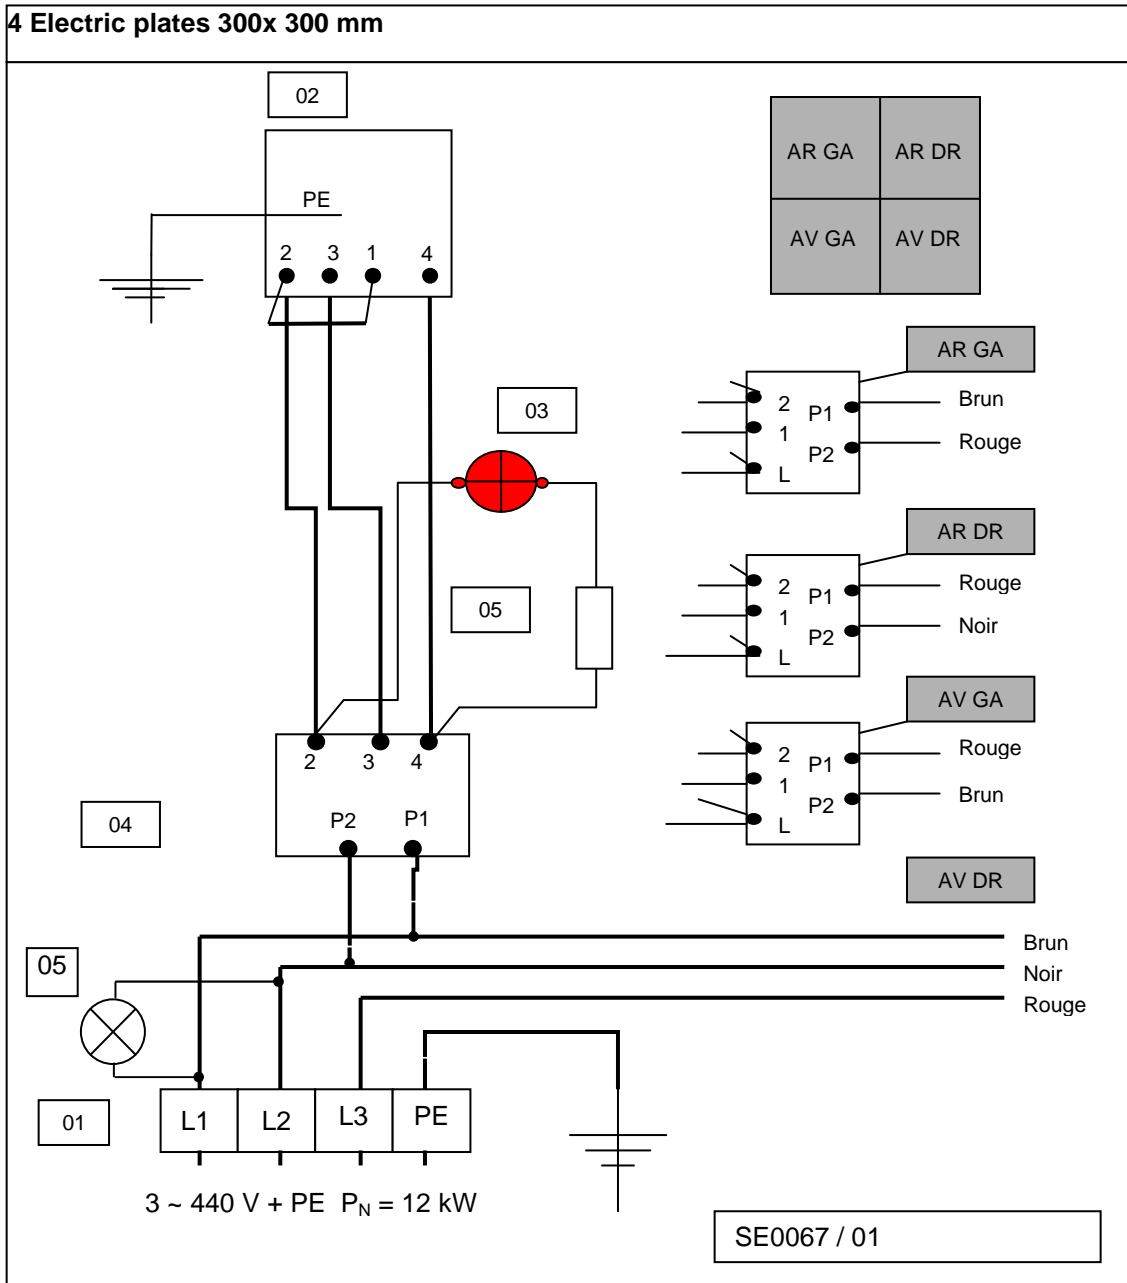 4 Electric plates 300x 300 mm
02
PE
2 3 1 4
AR GA AR DR
AV GA AV DR
AR GA
2 P1 Brun
1 P2 Rouge
L
03
AR DR
2 P1 Rouge
1 P2 Noir
L
05
AV GA
2 P1 Rouge
1 P2 Brun
L
2 3 4
P2 P1
04
AV DR
Brun
Noir
Rouge
05
01
L1 L2 L3 PE
3 ~ 440 V + PE P_N = 12 kW
SE0067 / 01